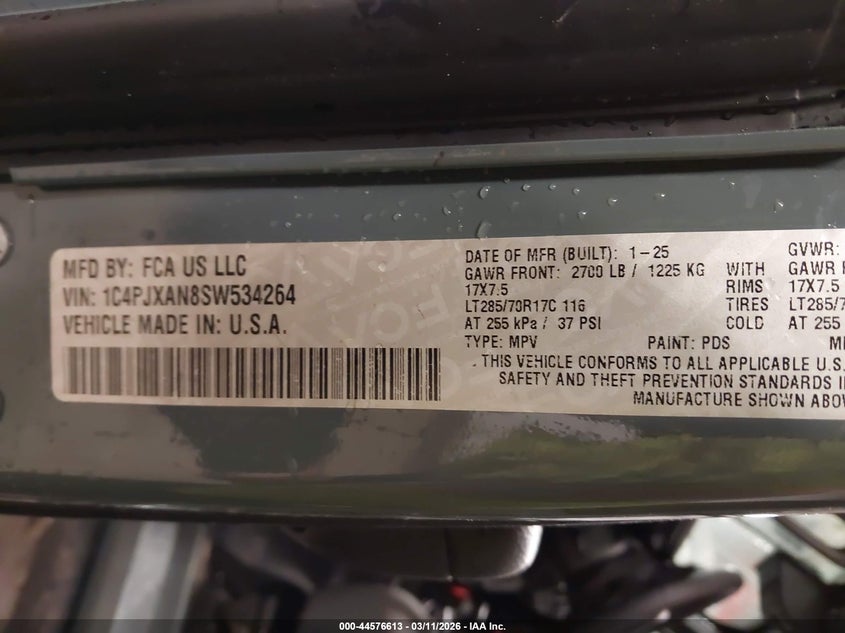 MFD BY: FCA US LLC
VIN: 1C4PJXAN8SW534264
VEHICLE MADE IN: U.S.A.
DATE OF MFR (BUILT): 1-25 GVWR:
GAWR FRONT: 2700 LB / 1225 KG WITH GAWR
17X7.5 RIMS 17X7.5
LT285/70R17C 116 TIRES LT285/7
AT 255 kPa / 37 PSI COLD AT 255
TYPE: MPV PAINT: PDS
THIS VEHICLE CONFORMS TO ALL APPLICABLE U.S.
SAFETY AND THEFT PREVENTION STANDARDS
MANUFACTURE SHOWN
000-44576613 - 03/11/2026 - IAA Inc.